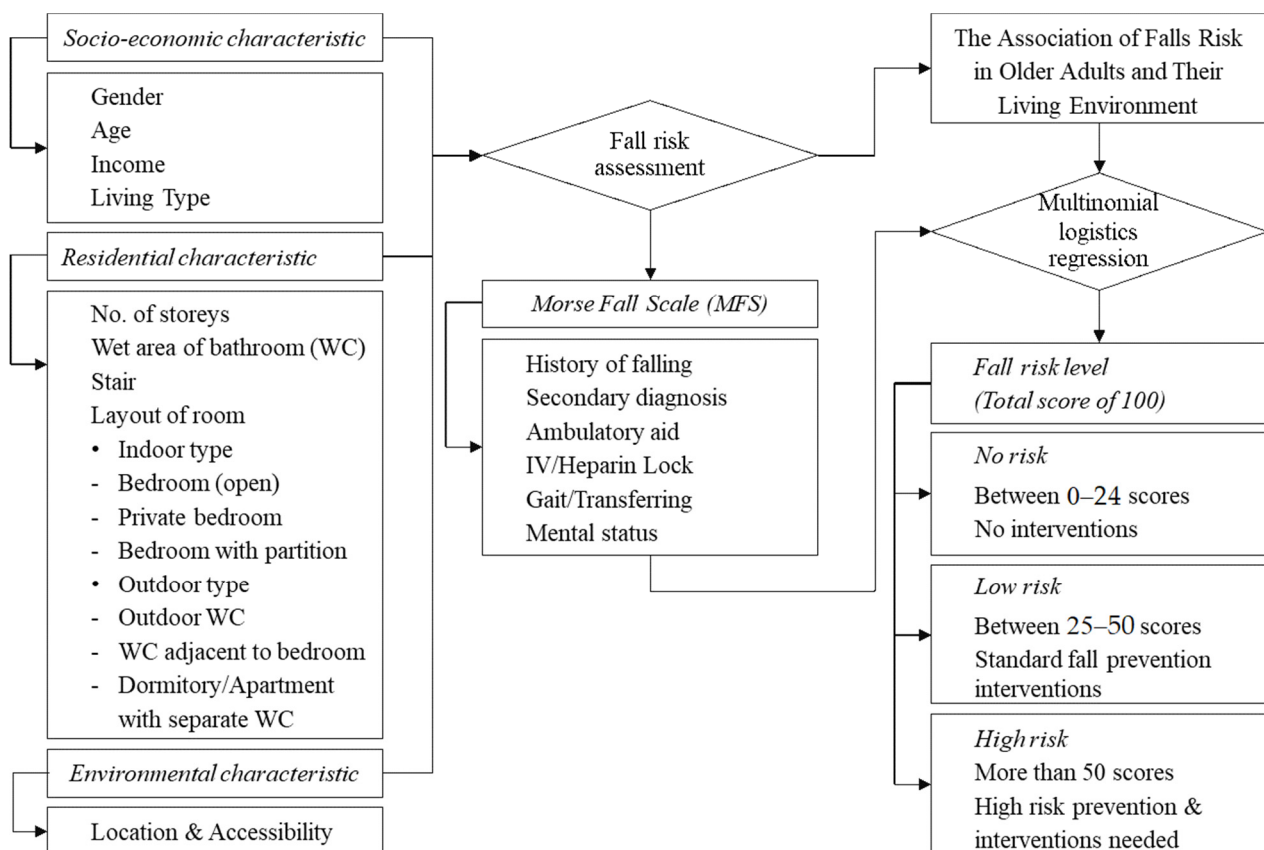 Socio-economic characteristic
Gender
Age
Income
Living Type
Residential characteristic
No. of storeys
Wet area of bathroom (WC)
Stair
Layout of room
• Indoor type
- Bedroom (open)
- Private bedroom
- Bedroom with partition
• Outdoor type
- Outdoor WC
- WC adjacent to bedroom
- Dormitory/Apartment
with separate WC
Environmental characteristic
Location & Accessibility
Fall risk
assessment
Morse Fall Scale (MFS)
History of falling
Secondary diagnosis
Ambulatory aid
IV/Heparin Lock
Gait/Transferring
Mental status
The Association of Falls Risk
in Older Adults and Their
Living Environment
Multinomial
logistics
regression
Fall risk level
(Total score of 100)
No risk
Between 0–24 scores
No interventions
Low risk
Between 25–50 scores
Standard fall prevention
interventions
High risk
More than 50 scores
High risk prevention &
interventions needed